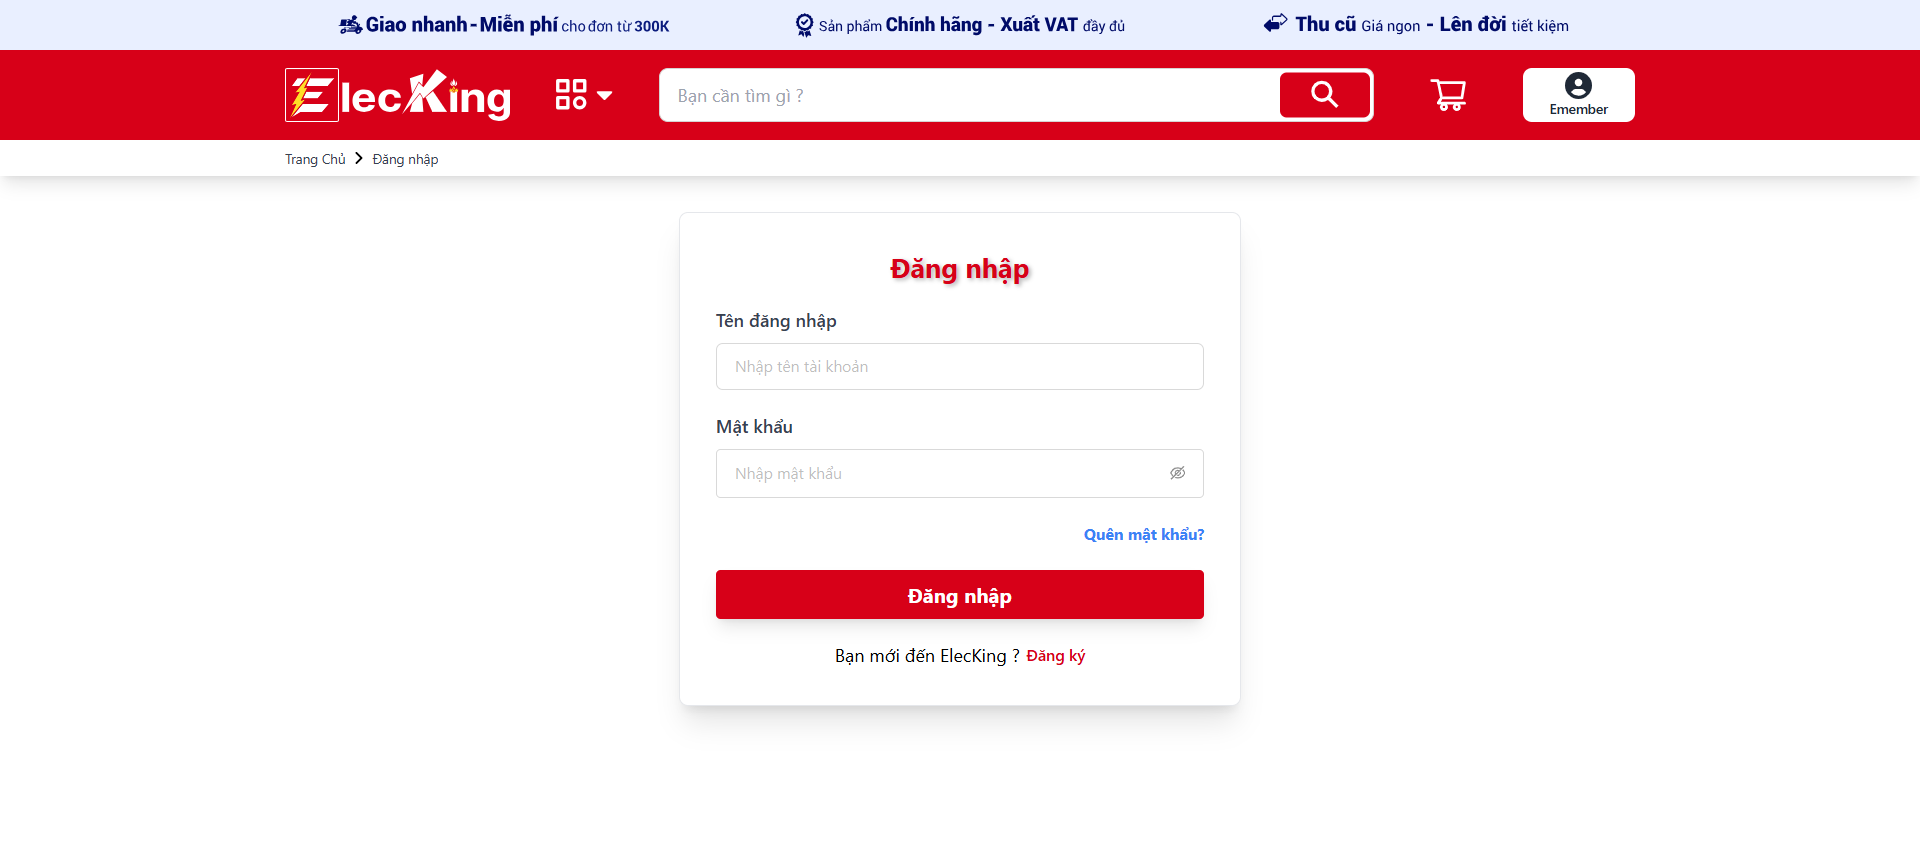 Giao nhanh - Miễn phí cho đơn từ 300K
Sản phẩm Chính hãng - Xuất VAT đầy đủ
Thu cũ Giá ngon - Lên đời tiết kiệm
ElecKing
Bạn cần tìm gì ?
Emember
Trang Chủ > Đăng nhập
Đăng nhập
Tên đăng nhập
Nhập tên tài khoản
Mật khẩu
Nhập mật khẩu
Quên mật khẩu?
Đăng nhập
Bạn mới đến ElecKing ? Đăng ký